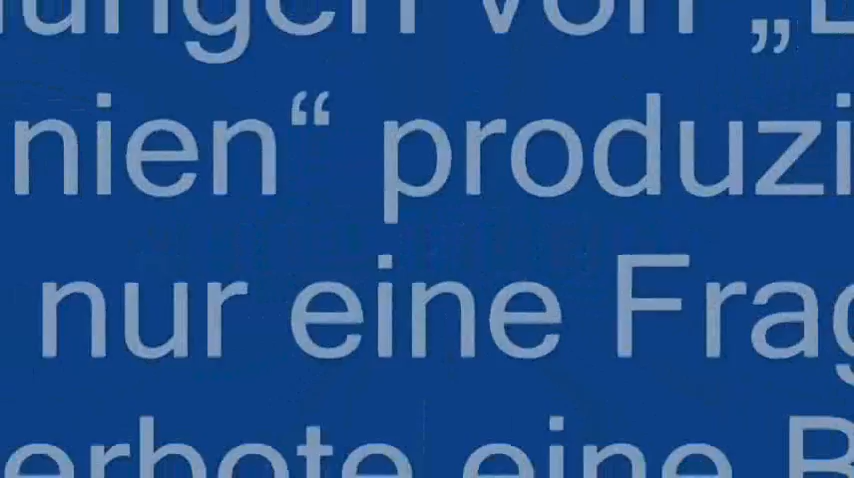 ungen von „
nien“ produzi
nur eine Frag
erbote eine B